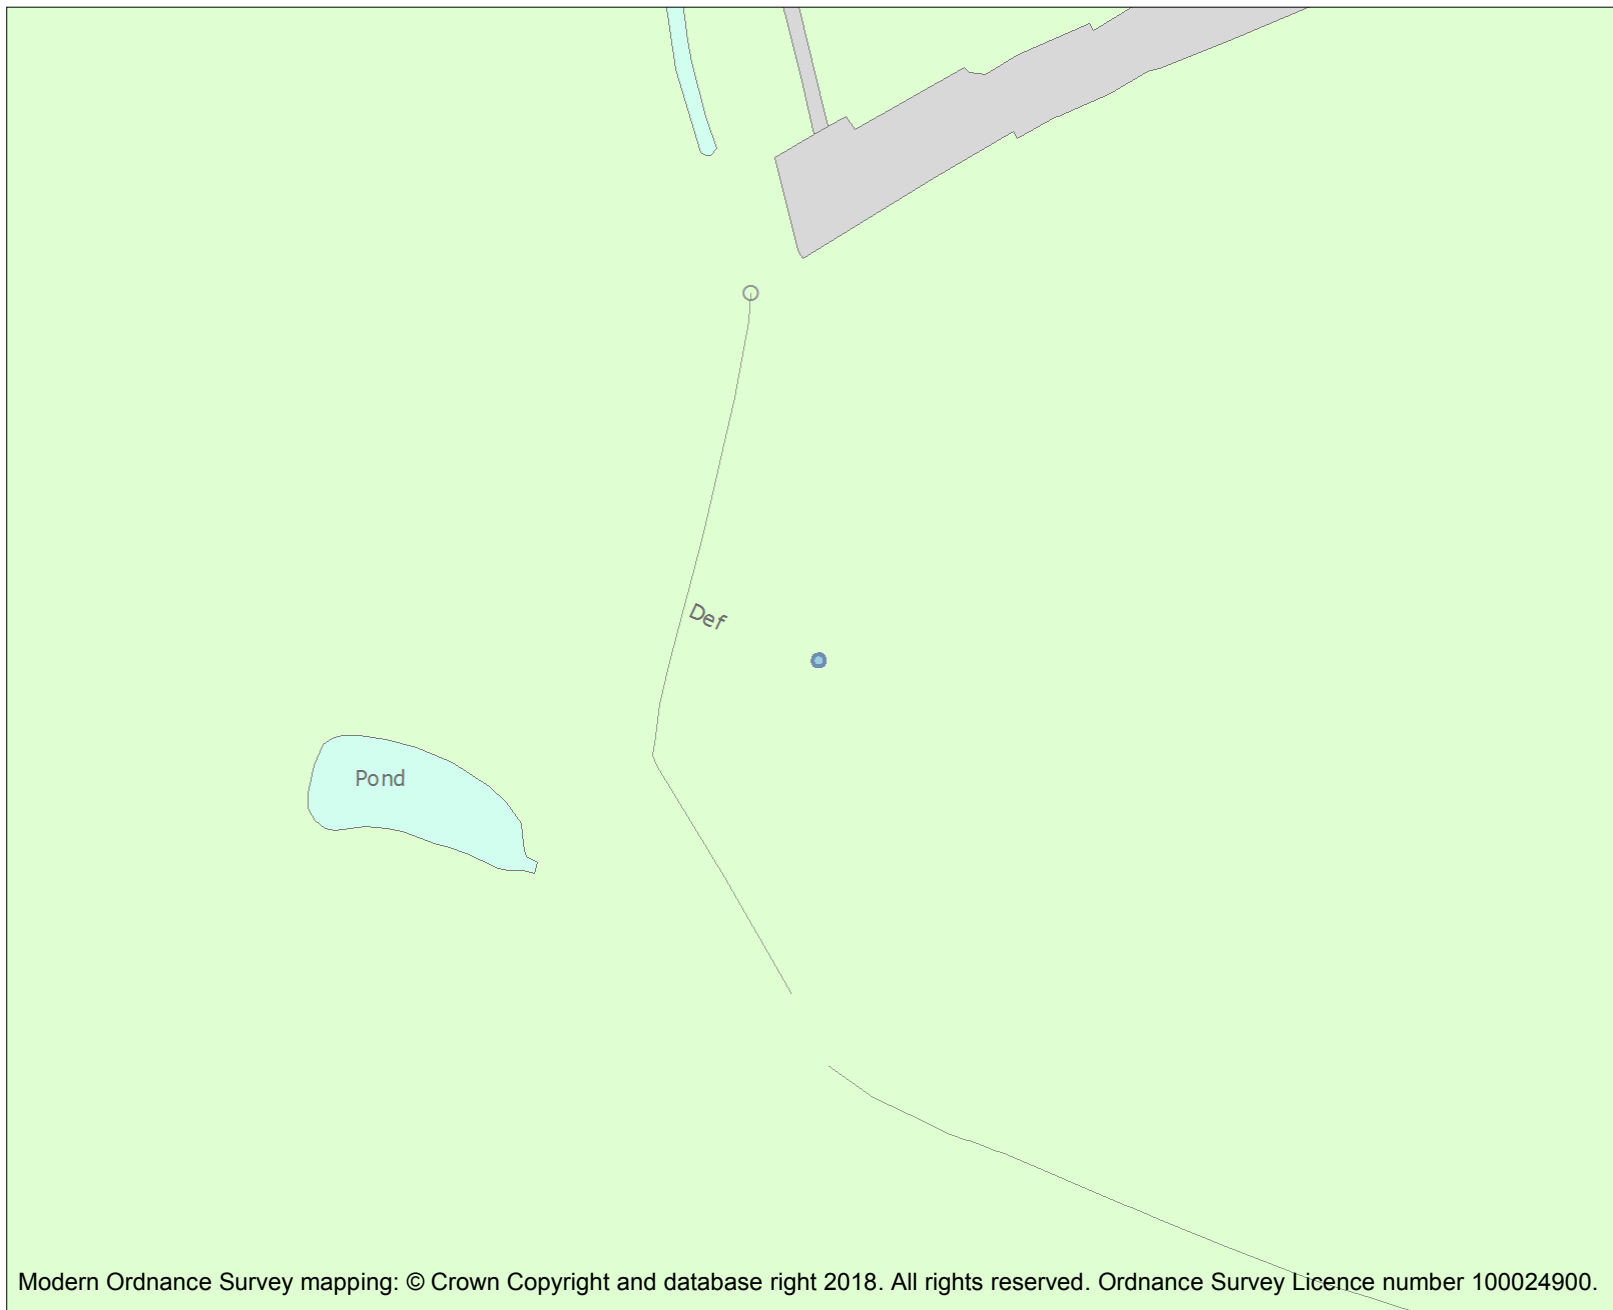 Def
Pond
Modern Ordnance Survey mapping: © Crown Copyright and database right 2018. All rights reserved. Ordnance Survey Licence number 100024900.